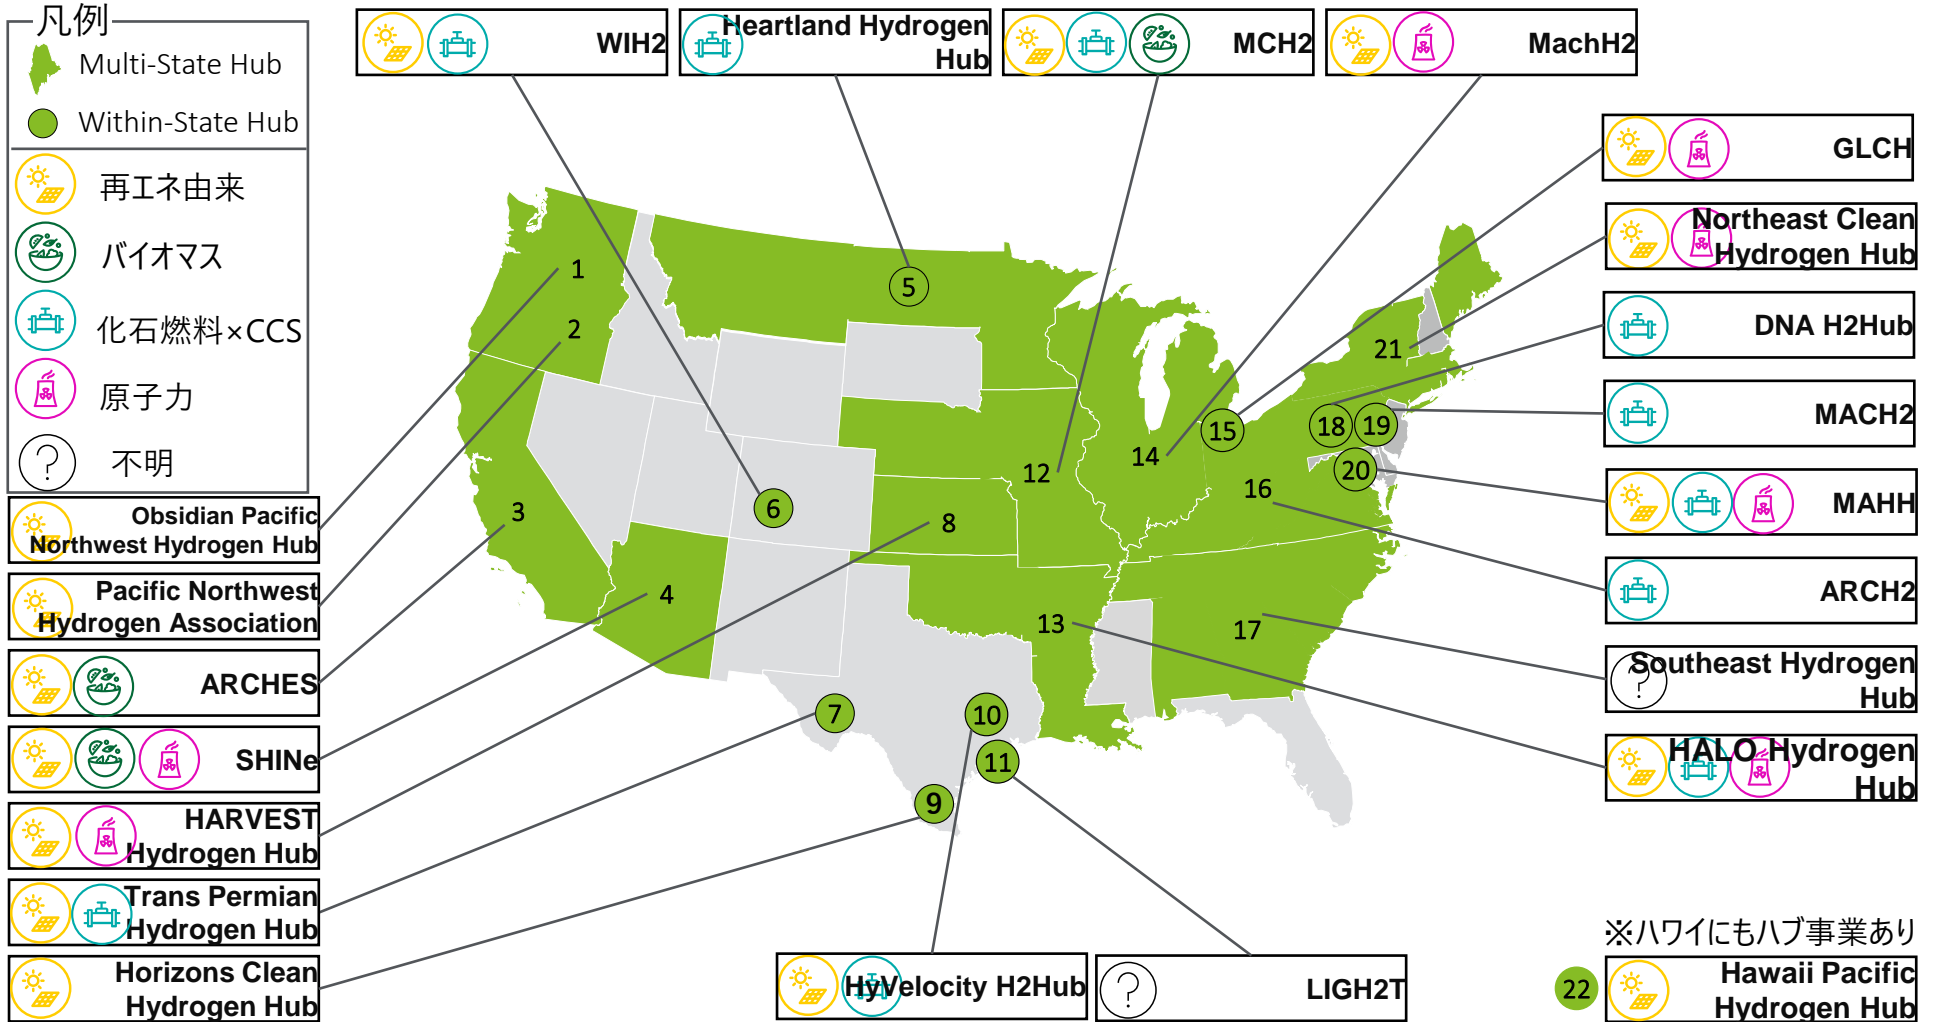 凡例
Multi-State Hub
Within-State Hub
再エネ由来
バイオマス
化石燃料×CCS
原子力
?
不明
WIH2
Heartland Hydrogen
Hub
MCH2
MachH2
GLCH
Northeast Clean
Hydrogen Hub
DNA H2Hub
MACH2
MAHH
ARCH2
Southeast Hydrogen
Hub
?
HALO Hydrogen
Hub
Obsidian Pacific
Northwest Hydrogen Hub
Pacific Northwest
Hydrogen Association
ARCHES
SHINe
HARVEST
Hydrogen Hub
Trans Permian
Hydrogen Hub
Horizons Clean
Hydrogen Hub
HyVelocity H2Hub
?
LIGH2T
※ハワイにもハブ事業あり
22
Hawaii Pacific
Hydrogen Hub
1
2
3
4
5
6
7
8
9
10
11
12
13
14
15
16
17
18
19
20
21